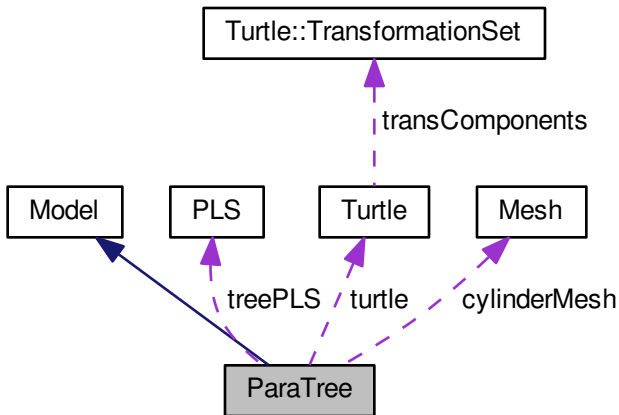 Turtle::TransformationSet
transComponents
Model
PLS
Turtle
Mesh
treePLS
turtle
cylinderMesh
ParaTree